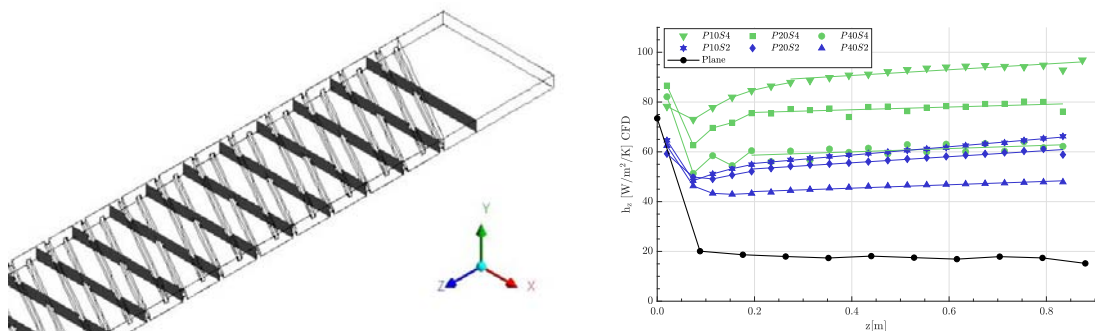 Y
Z
X
P10S4 P20S4 P40S4
P10S2 P20S2 P40S2
Plane
100
80
60
40
20
0
h_z [W/m²/K] CFD
0.0 0.2 0.4 0.6 0.8
z[m]